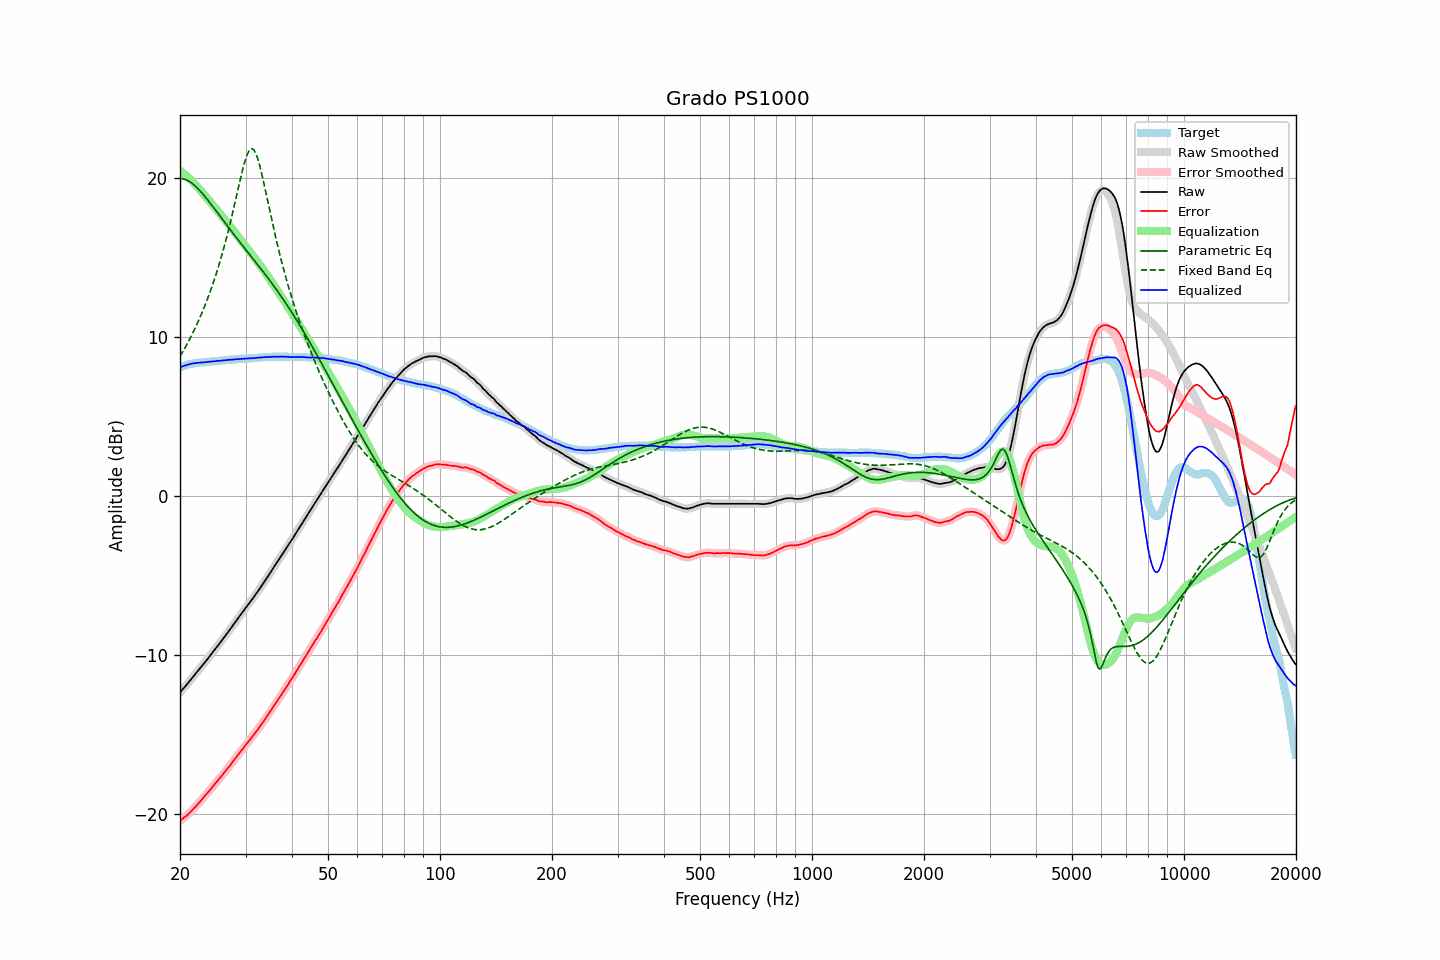 Grado PS1000
Target
Raw Smoothed
Error Smoothed
Raw
Error
Equalization
Parametric Eq
Fixed Band Eq
Equalized
Amplitude (dBr)
20
10
0
−10
−20
20 50 100 200 500 1000 2000 5000 10000 20000
Frequency (Hz)